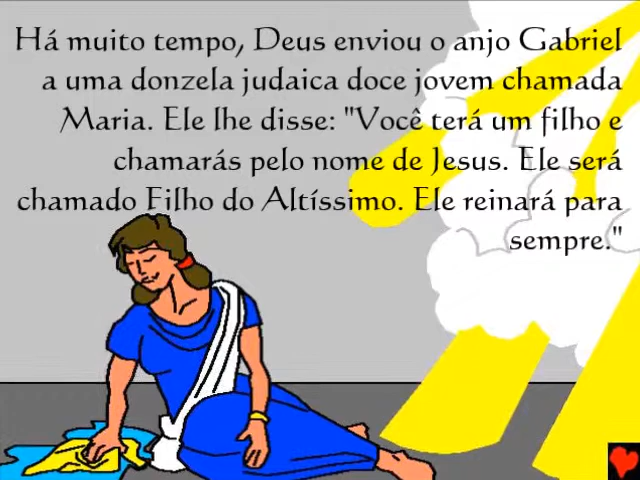 Há muito tempo, Deus enviou o anjo Gabriel
a uma donzela judaica doce jovem chamada
Maria. Ele lhe disse: "Você terá um filho e
chamarás pelo nome de Jesus. Ele será
chamado Filho do Altíssimo. Ele reinará para
sempre."